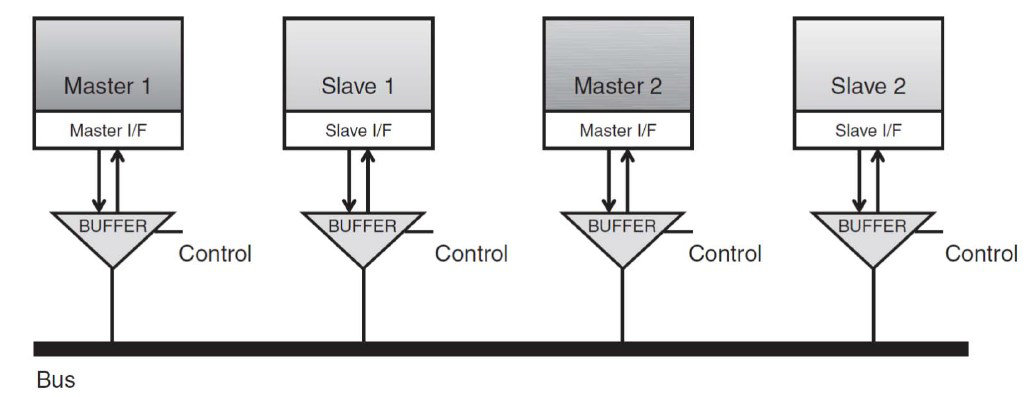 Master 1
Slave 1
Master 2
Slave 2
Master I/F
Slave I/F
Master I/F
Slave I/F
BUFFER
BUFFER
BUFFER
BUFFER
Control
Control
Control
Control
Bus